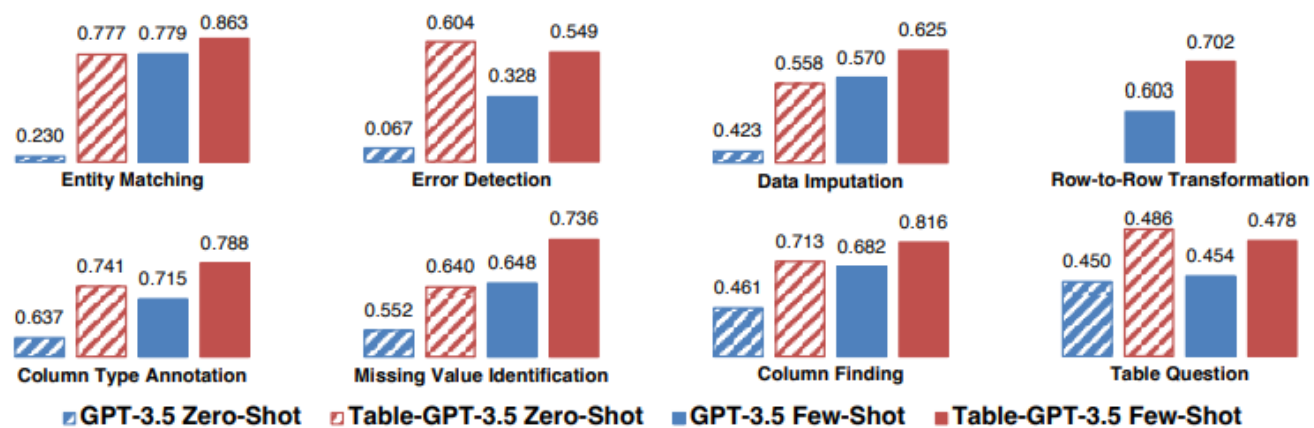 0.230 0.777 0.779 0.863
Entity Matching
0.067 0.604 0.328 0.549
Error Detection
0.423 0.558 0.570 0.625
Data Imputation
0.603 0.702
Row-to-Row Transformation
0.637 0.741 0.715 0.788
Column Type Annotation
0.552 0.640 0.648 0.736
Missing Value Identification
0.461 0.713 0.682 0.816
Column Finding
0.450 0.486 0.454 0.478
Table Question
GPT-3.5 Zero-Shot Table-GPT-3.5 Zero-Shot GPT-3.5 Few-Shot Table-GPT-3.5 Few-Shot